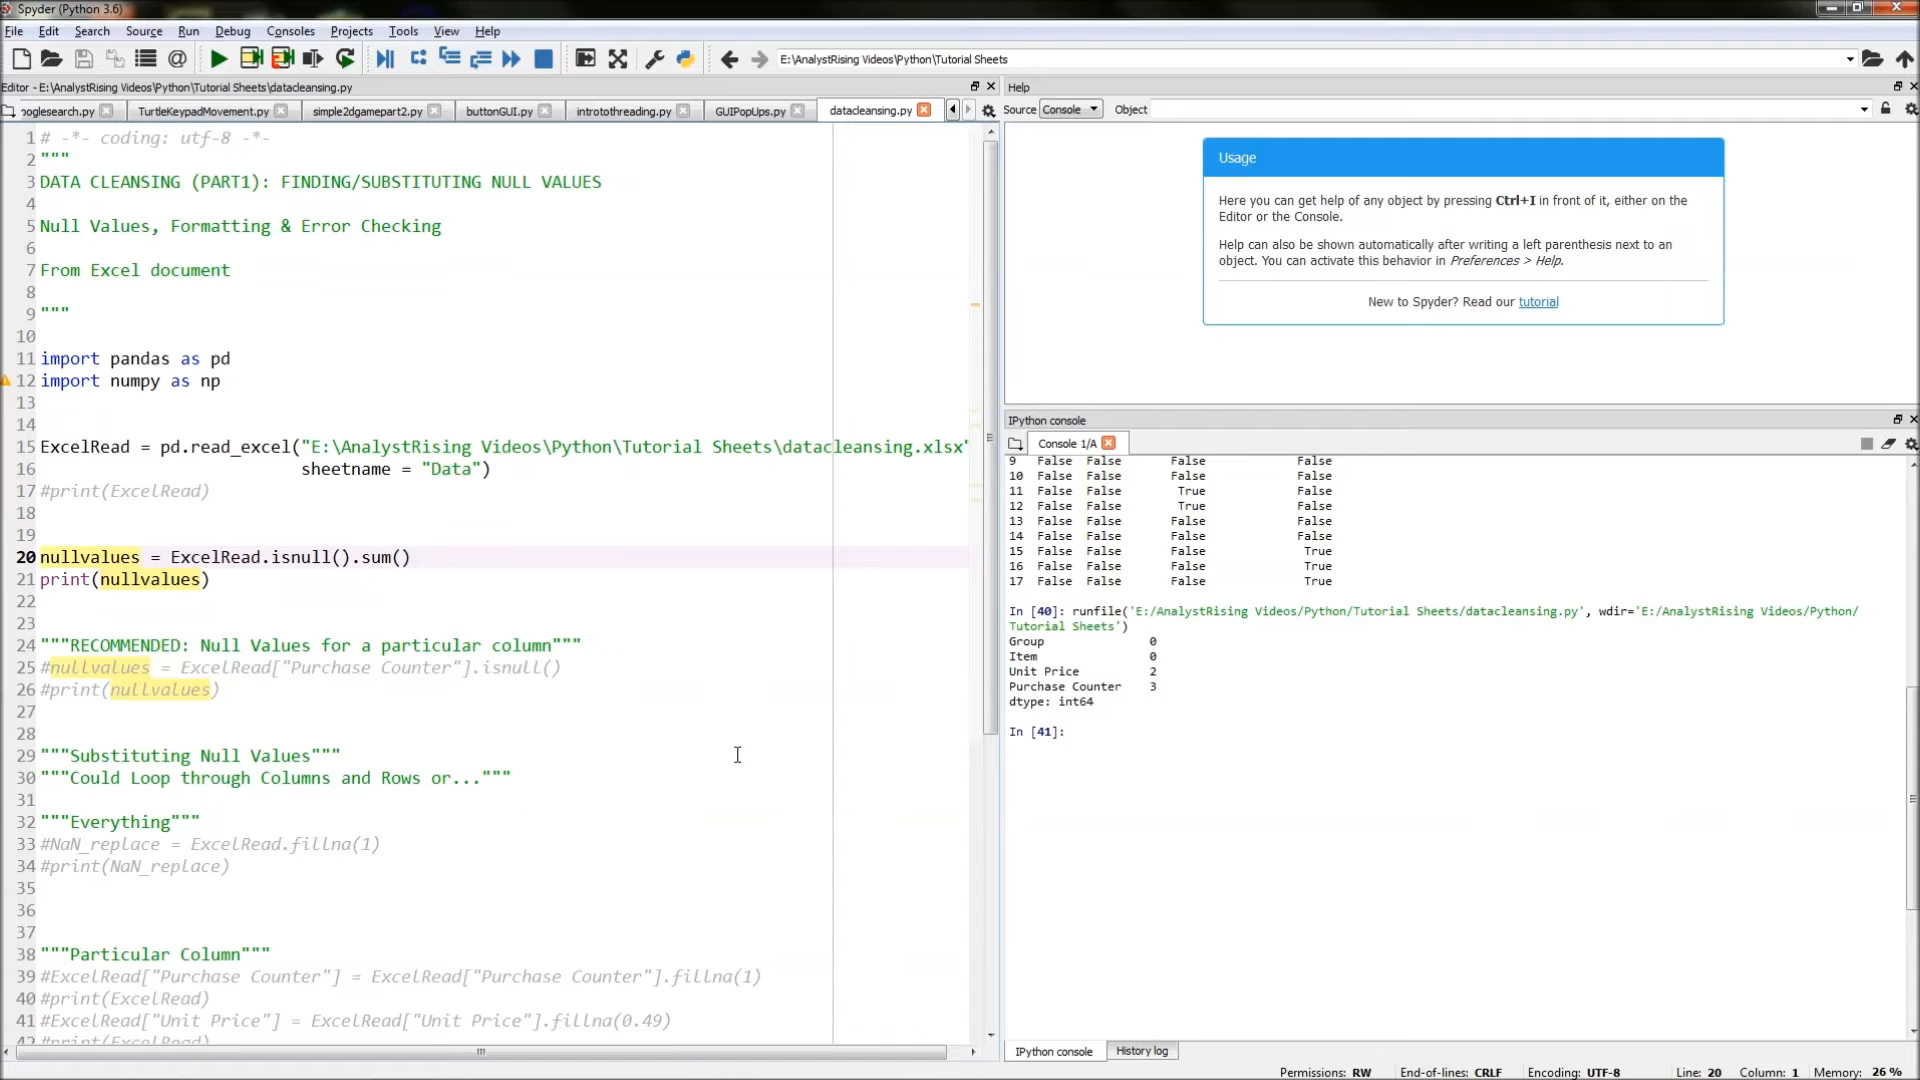 Spyder (Python 3.6)
File Edit Search Source Run Debug Consoles Projects Tools View Help
E:\AnalystRising Videos\Python\Tutorial Sheets
Editor - E:\AnalystRising Videos\Python\Tutorial Sheets\datacleansing.py
ooglesearch.py TurtleKeypadMovement.py simple2dgamepart2.py buttonGUI.py introtothreading.py GUIPopUps.py datacleansing.py
1 # -*- coding: utf-8 -*-
2 """
3 DATA CLEANSING (PART1): FINDING/SUBSTITUTING NULL VALUES
4
5 Null Values, Formatting & Error Checking
6
7 From Excel document
8
9 """
10
11 import pandas as pd
12 import numpy as np
13
14
15 ExcelRead = pd.read_excel("E:\AnalystRising Videos\Python\Tutorial Sheets\datacleansing.xlsx"
16 sheetname = "Data")
17 #print(ExcelRead)
18
19
20 nullvalues = ExcelRead.isnull().sum()
21 print(nullvalues)
22
23
24 """RECOMMENDED: Null Values for a particular column"""
25 #nullvalues = ExcelRead["Purchase Counter"].isnull()
26 #print(nullvalues)
27
28
29 """Substituting Null Values"""
30 """Could Loop through Columns and Rows or..."""
31
32 """Everything"""
33 #NaN_replace = ExcelRead.fillna(1)
34 #print(NaN_replace)
35
36
37
38 """Particular Column"""
39 #ExcelRead["Purchase Counter"] = ExcelRead["Purchase Counter"].fillna(1)
40 #print(ExcelRead)
41 #ExcelRead["Unit Price"] = ExcelRead["Unit Price"].fillna(0.49)
42 #print(ExcelRead)
Help
Source Console Object
Usage
Here you can get help of any object by pressing Ctrl+I in front of it, either on the
Editor or the Console.
Help can also be shown automatically after writing a left parenthesis next to an
object. You can activate this behavior in Preferences > Help.
New to Spyder? Read our tutorial
IPython console
Console 1/A
9 False False False False
10 False False False False
11 False False True False
12 False False True False
13 False False False False
14 False False False False
15 False False False True
16 False False False True
17 False False False True
In [40]: runfile('E:/AnalystRising Videos/Python/Tutorial Sheets/datacleansing.py', wdir='E:/AnalystRising Videos/Python/
Tutorial Sheets')
Group 0
Item 0
Unit Price 2
Purchase Counter 3
dtype: int64
In [41]:
IPython console History log
Permissions: RW End-of-lines: CRLF Encoding: UTF-8 Line: 20 Column: 1 Memory: 26 %